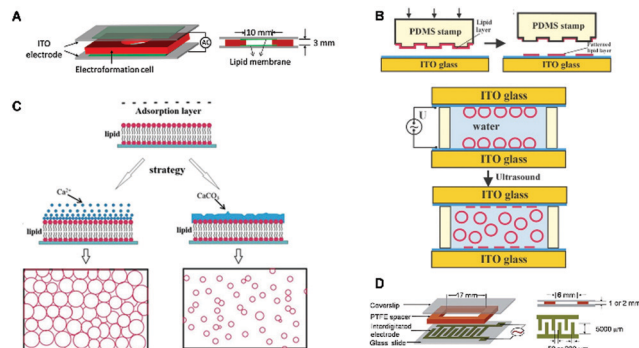 A
ITO
electrode
AC
Electroformation cell
10 mm
3 mm
Lipid membrane
B
PDMS stamp
Lipid
layer
PDMS stamp
Patterned
lipid layer
ITO glass
ITO glass
ITO glass
U
water
ITO glass
Ultrasound
ITO glass
ITO glass
C
Adsorption layer
lipid
strategy
Ca²⁺
lipid
CaCO₃
lipid
D
17 mm
Coverslip
PTFE spacer
Interdigitated
electrode
Glass slide
6 mm
1 or 2 mm
5000 µm